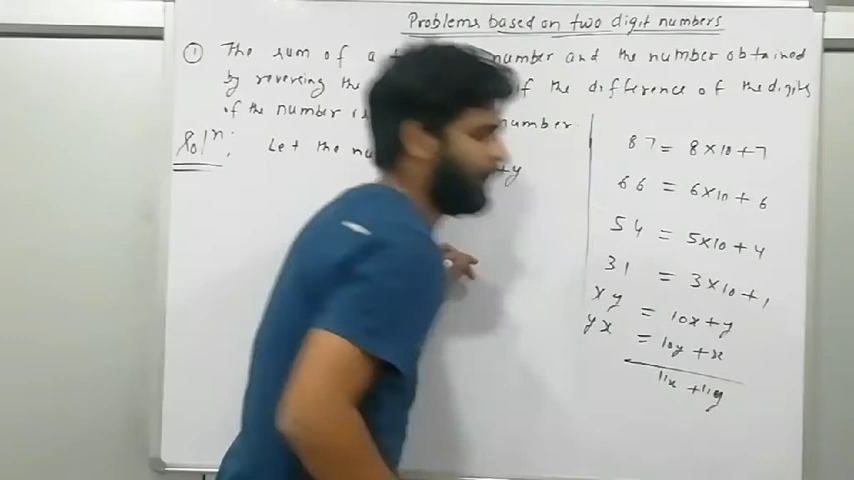 Problems based on two digit numbers
① The sum of a number and the number obtained
by reversing the if the difference of the digits
of the number is number.
Solⁿ: Let the +y
87 = 8×10+7
66 = 6×10+6
54 = 5×10+4
31 = 3×10+1
xy = 10x+y
yx = 10y+x
11x+11y